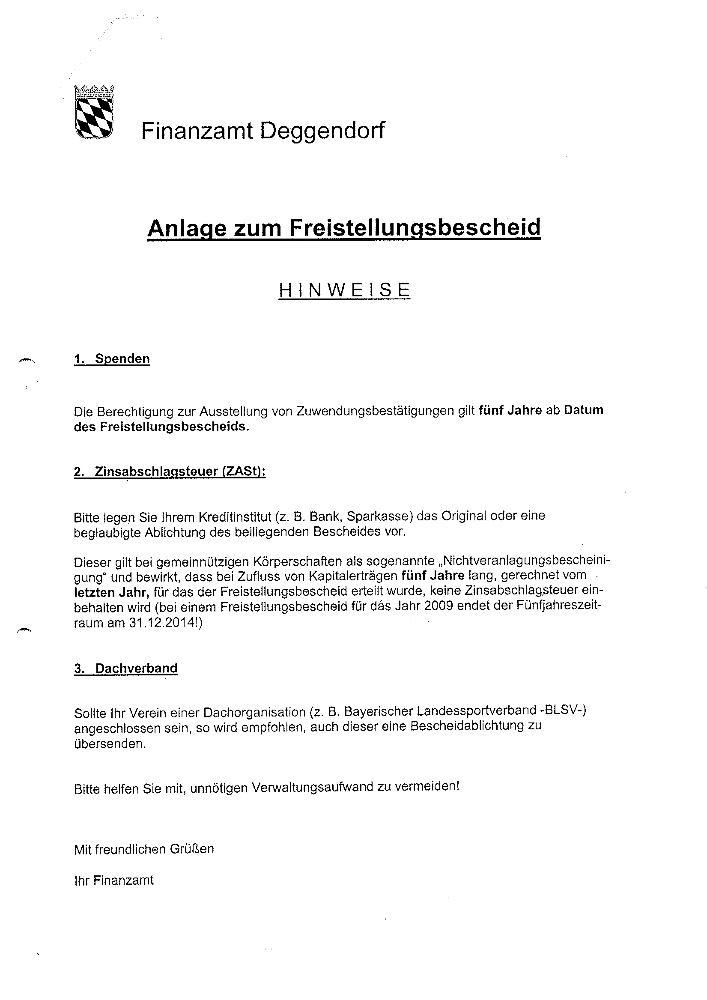 Finanzamt Deggendorf
Anlage zum Freistellungsbescheid
HINWEISE
1. Spenden
Die Berechtigung zur Ausstellung von Zuwendungsbestätigungen gilt fünf Jahre ab Datum
des Freistellungsbescheids.
2. Zinsabschlagsteuer (ZASt):
Bitte legen Sie Ihrem Kreditinstitut (z. B. Bank, Sparkasse) das Original oder eine
beglaubigte Ablichtung des beiliegenden Bescheides vor.
Dieser gilt bei gemeinnützigen Körperschaften als sogenannte „Nichtveranlagungsbescheini-
gung“ und bewirkt, dass bei Zufluss von Kapitalerträgen fünf Jahre lang, gerechnet vom
letzten Jahr, für das der Freistellungsbescheid erteilt wurde, keine Zinsabschlagsteuer ein-
behalten wird (bei einem Freistellungsbescheid für das Jahr 2009 endet der Fünfjahreszeit-
raum am 31.12.2014!)
3. Dachverband
Sollte Ihr Verein einer Dachorganisation (z. B. Bayerischer Landessportverband -BLSV-)
angeschlossen sein, so wird empfohlen, auch dieser eine Bescheidablichtung zu
übersenden.
Bitte helfen Sie mit, unnötigen Verwaltungsaufwand zu vermeiden!
Mit freundlichen Grüßen
Ihr Finanzamt